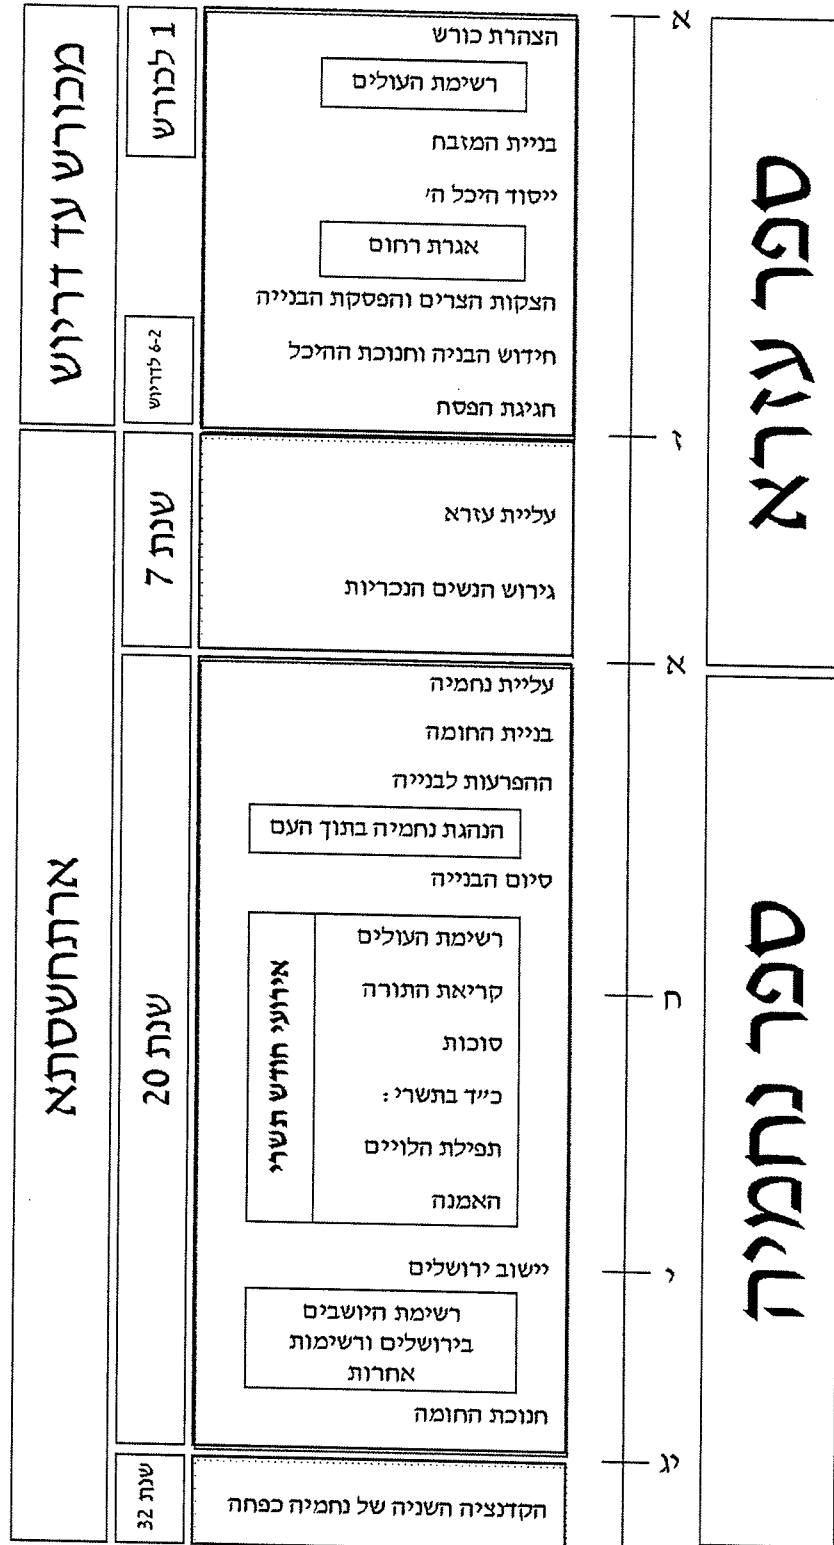 ספר עזרא
ספר נחמיה
א
ז
א
ח
י
יג
הצהרת כורש
רשימת העולים
בניית המזבח
ייסוד היכל ה'
אגרת רחום
הצקות הצרים והפסקת הבנייה
חידוש הבניה וחנוכת ההיכל
חגיגת הפסח
עליית עזרא
גירוש הנשים הנכריות
עליית נחמיה
בניית החומה
ההפרעות לבנייה
הנהגת נחמיה בתוך העם
סיום הבנייה
רשימת העולים
קריאת התורה
סוכות
כ״ד בתשרי:
תפילת הלויים
האמנה
אירועי חודש תשרי
יישוב ירושלים
רשימת היושבים
בירושלים ורשימות
אחרות
חנוכת החומה
הקדנציה השניה של נחמיה כפחה
1 לכורש
6-2 לדריוש
שנת 7
שנת 20
שנת 32
מכורש עד דריוש
ארתחשסתא